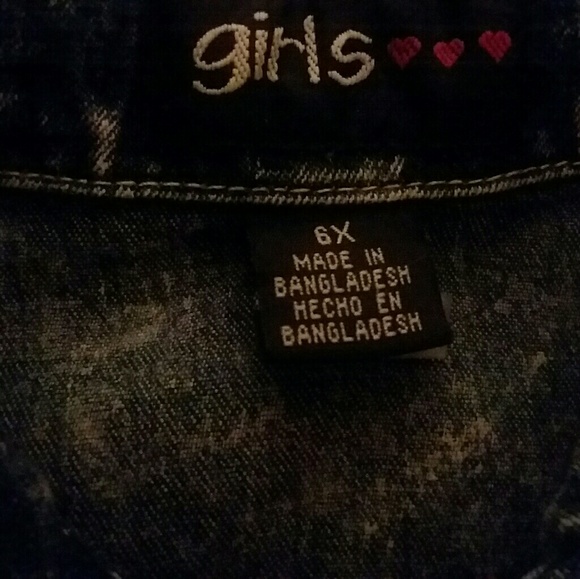 girls
6X
MADE IN
BANGLADESH
HECHO EN
BANGLADESH